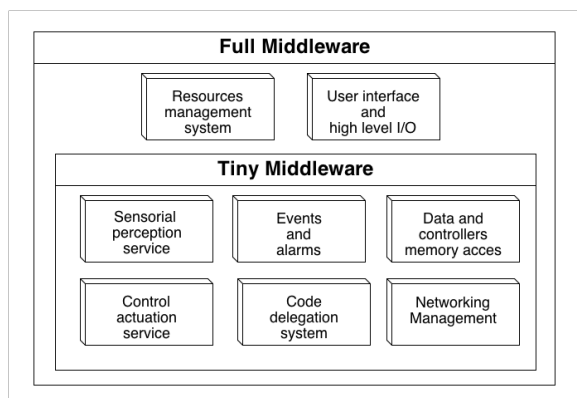 Full Middleware
Resources
management
system
User interface
and
high level I/O
Tiny Middleware
Sensorial
perception
service
Events
and
alarms
Data and
controllers
memory acces
Control
actuation
service
Code
delegation
system
Networking
Management